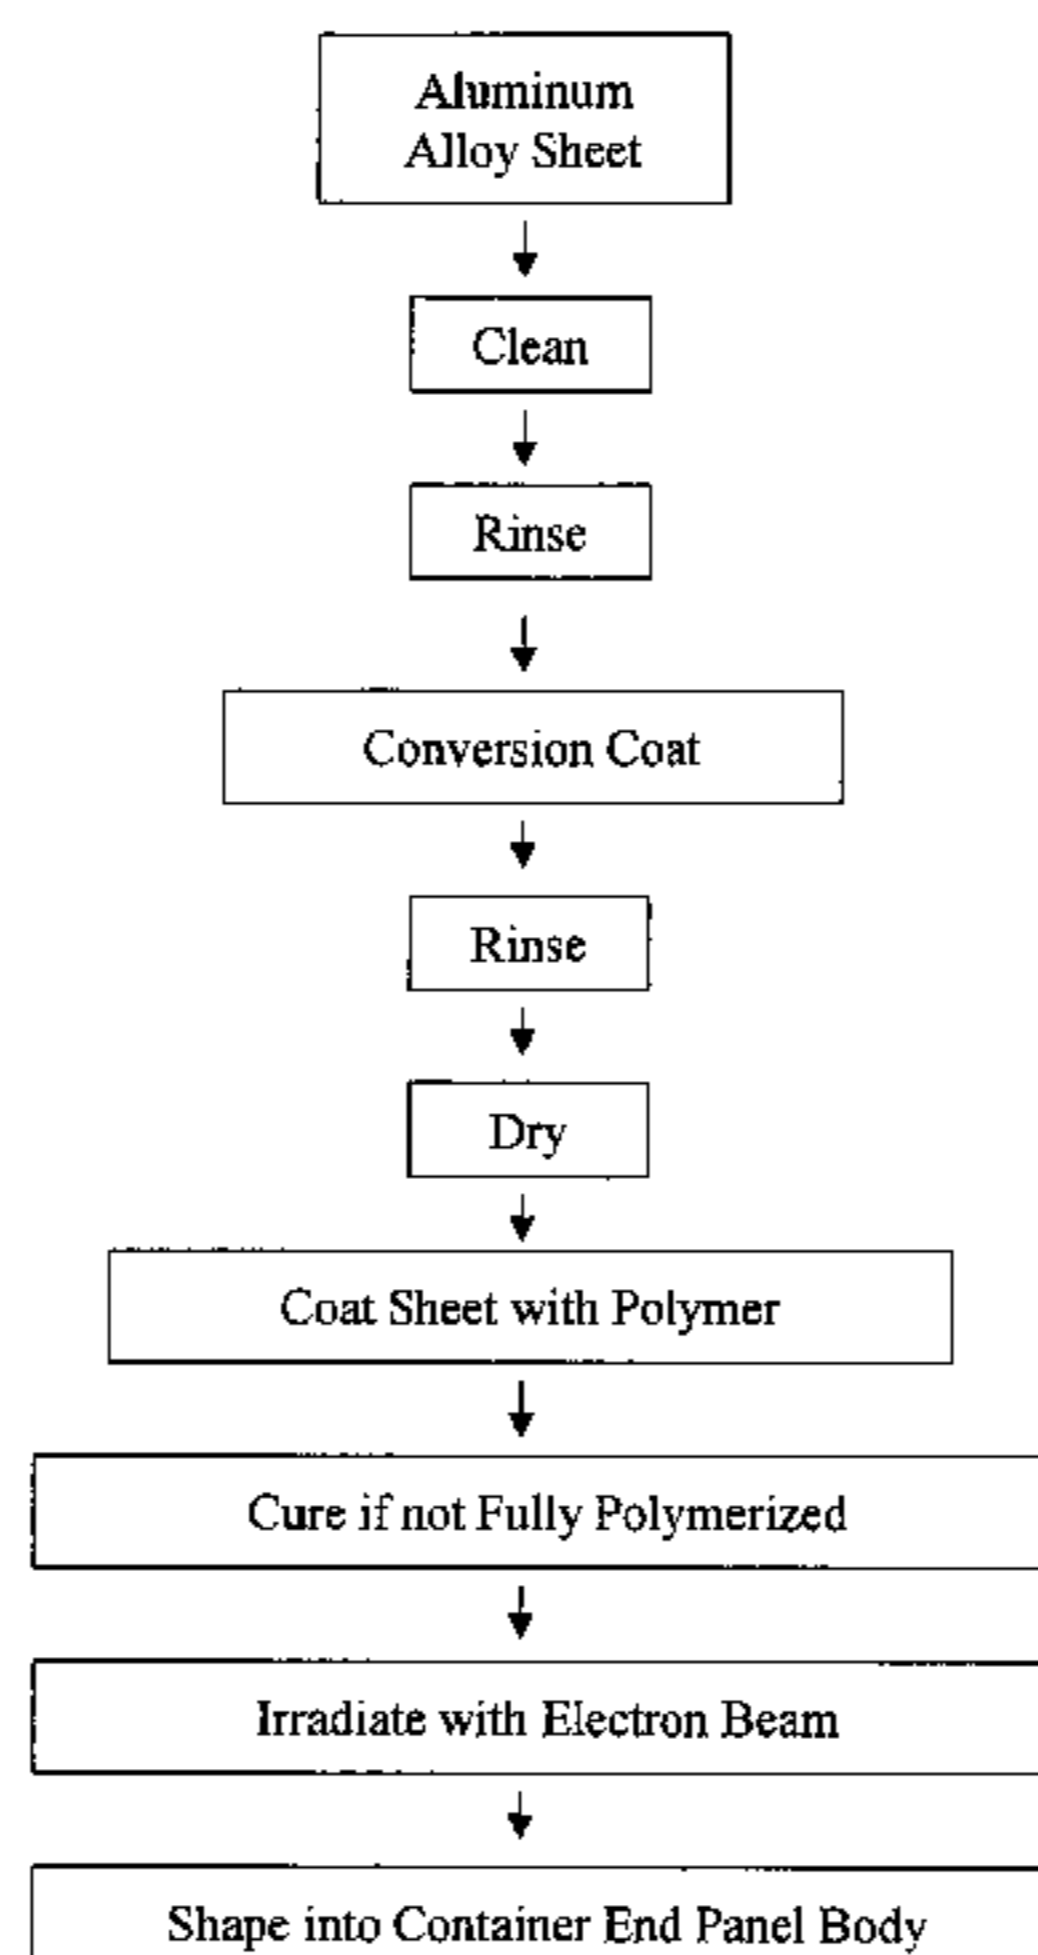 Aluminum
Alloy Sheet
Clean
Rinse
Conversion Coat
Rinse
Dry
Coat Sheet with Polymer
Cure if not Fully Polymerized
Irradiate with Electron Beam
Shape into Container End Panel Body